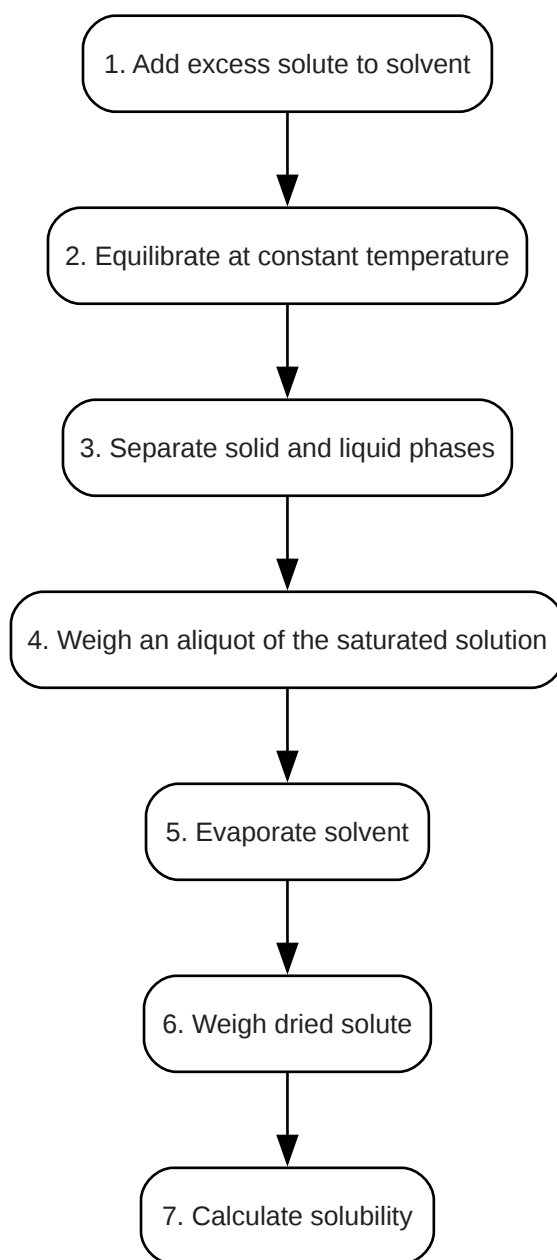 1. Add excess solute to solvent
2. Equilibrate at constant temperature
3. Separate solid and liquid phases
4. Weigh an aliquot of the saturated solution
5. Evaporate solvent
6. Weigh dried solute
7. Calculate solubility